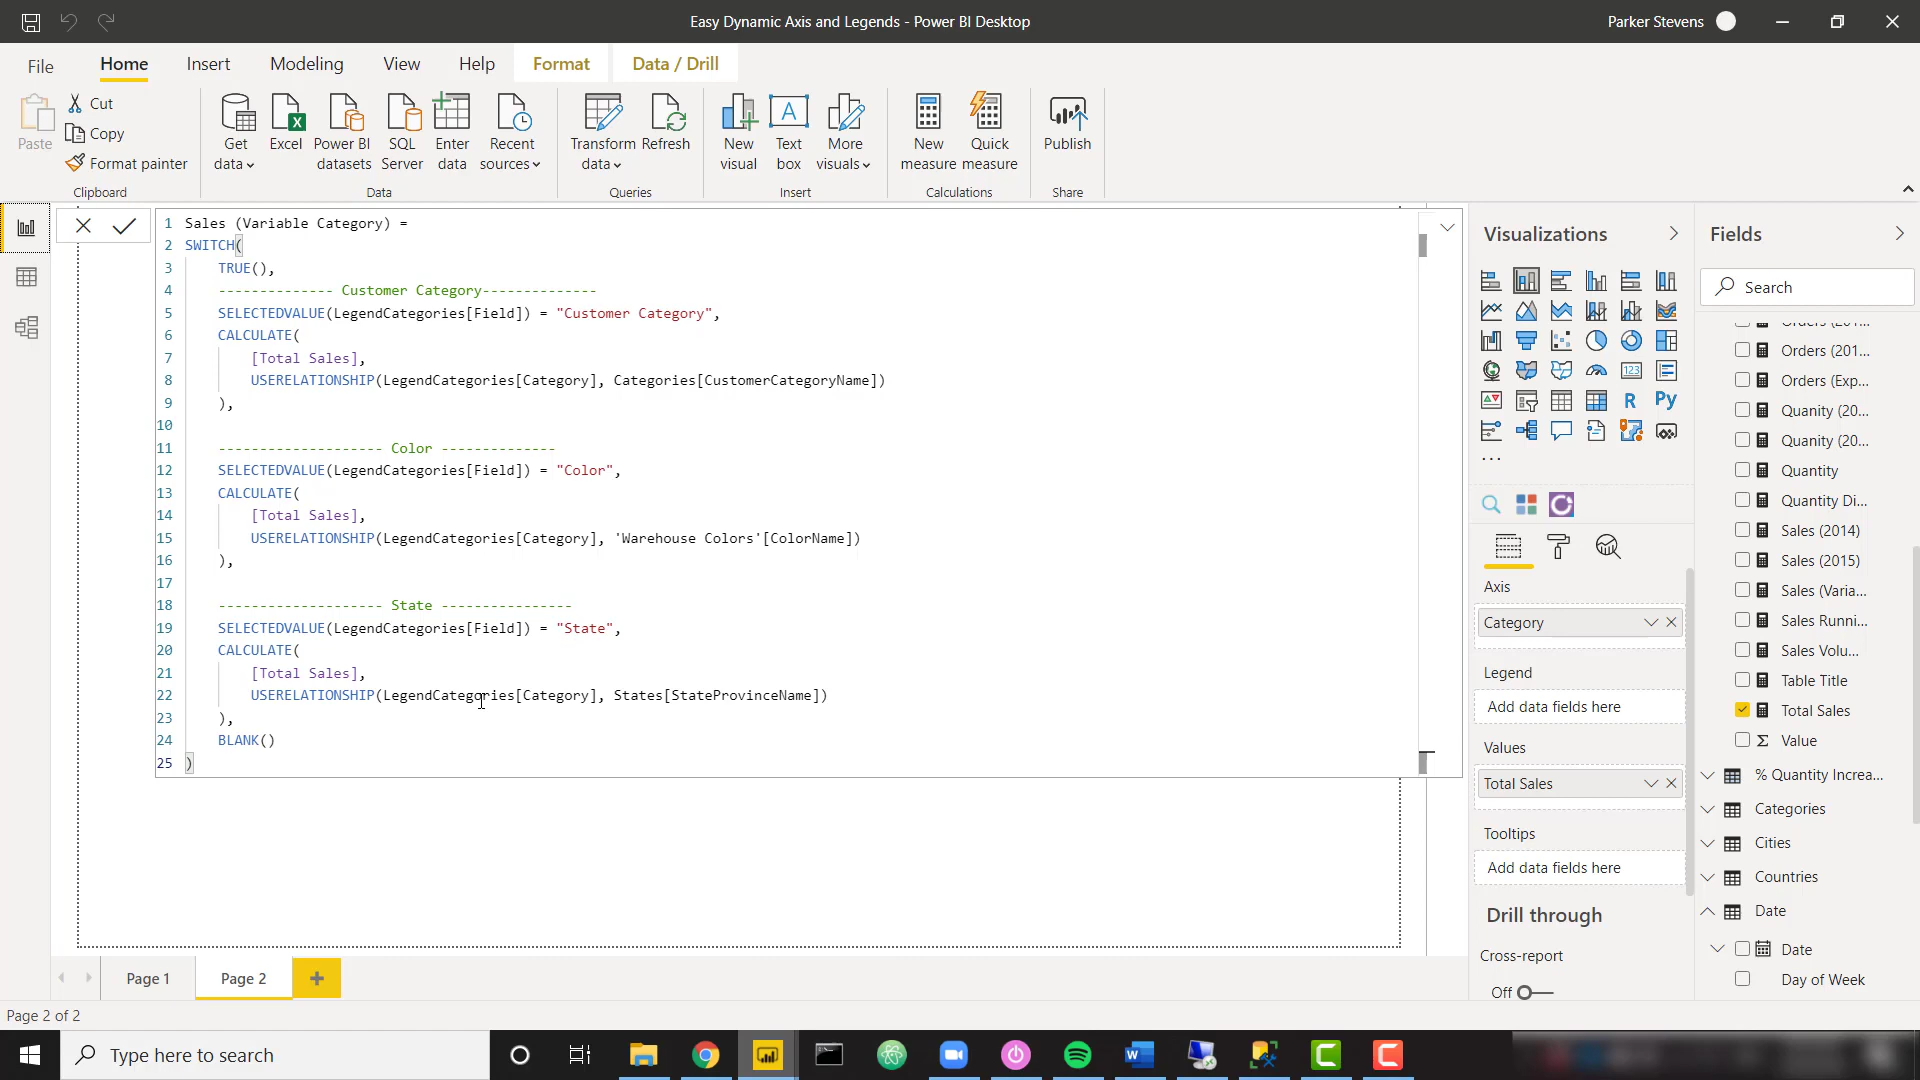 Easy Dynamic Axis and Legends - Power BI Desktop
Parker Stevens
File
Home
Insert
Modeling
View
Help
Format
Data / Drill
Paste
Cut
Copy
Format painter
Clipboard
Get data
Excel
Power BI datasets
SQL Server
Enter data
Recent sources
Data
Transform data
Refresh
Queries
New visual
Text box
More visuals
Insert
New measure
Quick measure
Calculations
Publish
Share
1 Sales (Variable Category) =
2 SWITCH(
3 TRUE(),
4 -------------- Customer Category--------------
5 SELECTEDVALUE(LegendCategories[Field]) = "Customer Category",
6 CALCULATE(
7 [Total Sales],
8 USERELATIONSHIP(LegendCategories[Category], Categories[CustomerCategoryName])
9 ),
10
11 -------------------- Color --------------
12 SELECTEDVALUE(LegendCategories[Field]) = "Color",
13 CALCULATE(
14 [Total Sales],
15 USERELATIONSHIP(LegendCategories[Category], 'Warehouse Colors'[ColorName])
16 ),
17
18 -------------------- State ----------------
19 SELECTEDVALUE(LegendCategories[Field]) = "State",
20 CALCULATE(
21 [Total Sales],
22 USERELATIONSHIP(LegendCategories[Category], States[StateProvinceName])
23 ),
24 BLANK()
25 )
Visualizations
123
R
Py
...
Axis
Category
Legend
Add data fields here
Values
Total Sales
Tooltips
Add data fields here
Drill through
Cross-report
Off
Fields
Search
Orders (201...
Orders (201...
Orders (Exp...
Quanity (20...
Quanity (20...
Quantity
Quantity Di...
Sales (2014)
Sales (2015)
Sales (Varia...
Sales Runni...
Sales Volu...
Table Title
Total Sales
Σ Value
% Quantity Increa...
Categories
Cities
Countries
Date
Date
Day of Week
Page 1
Page 2
+
Page 2 of 2
Type here to search